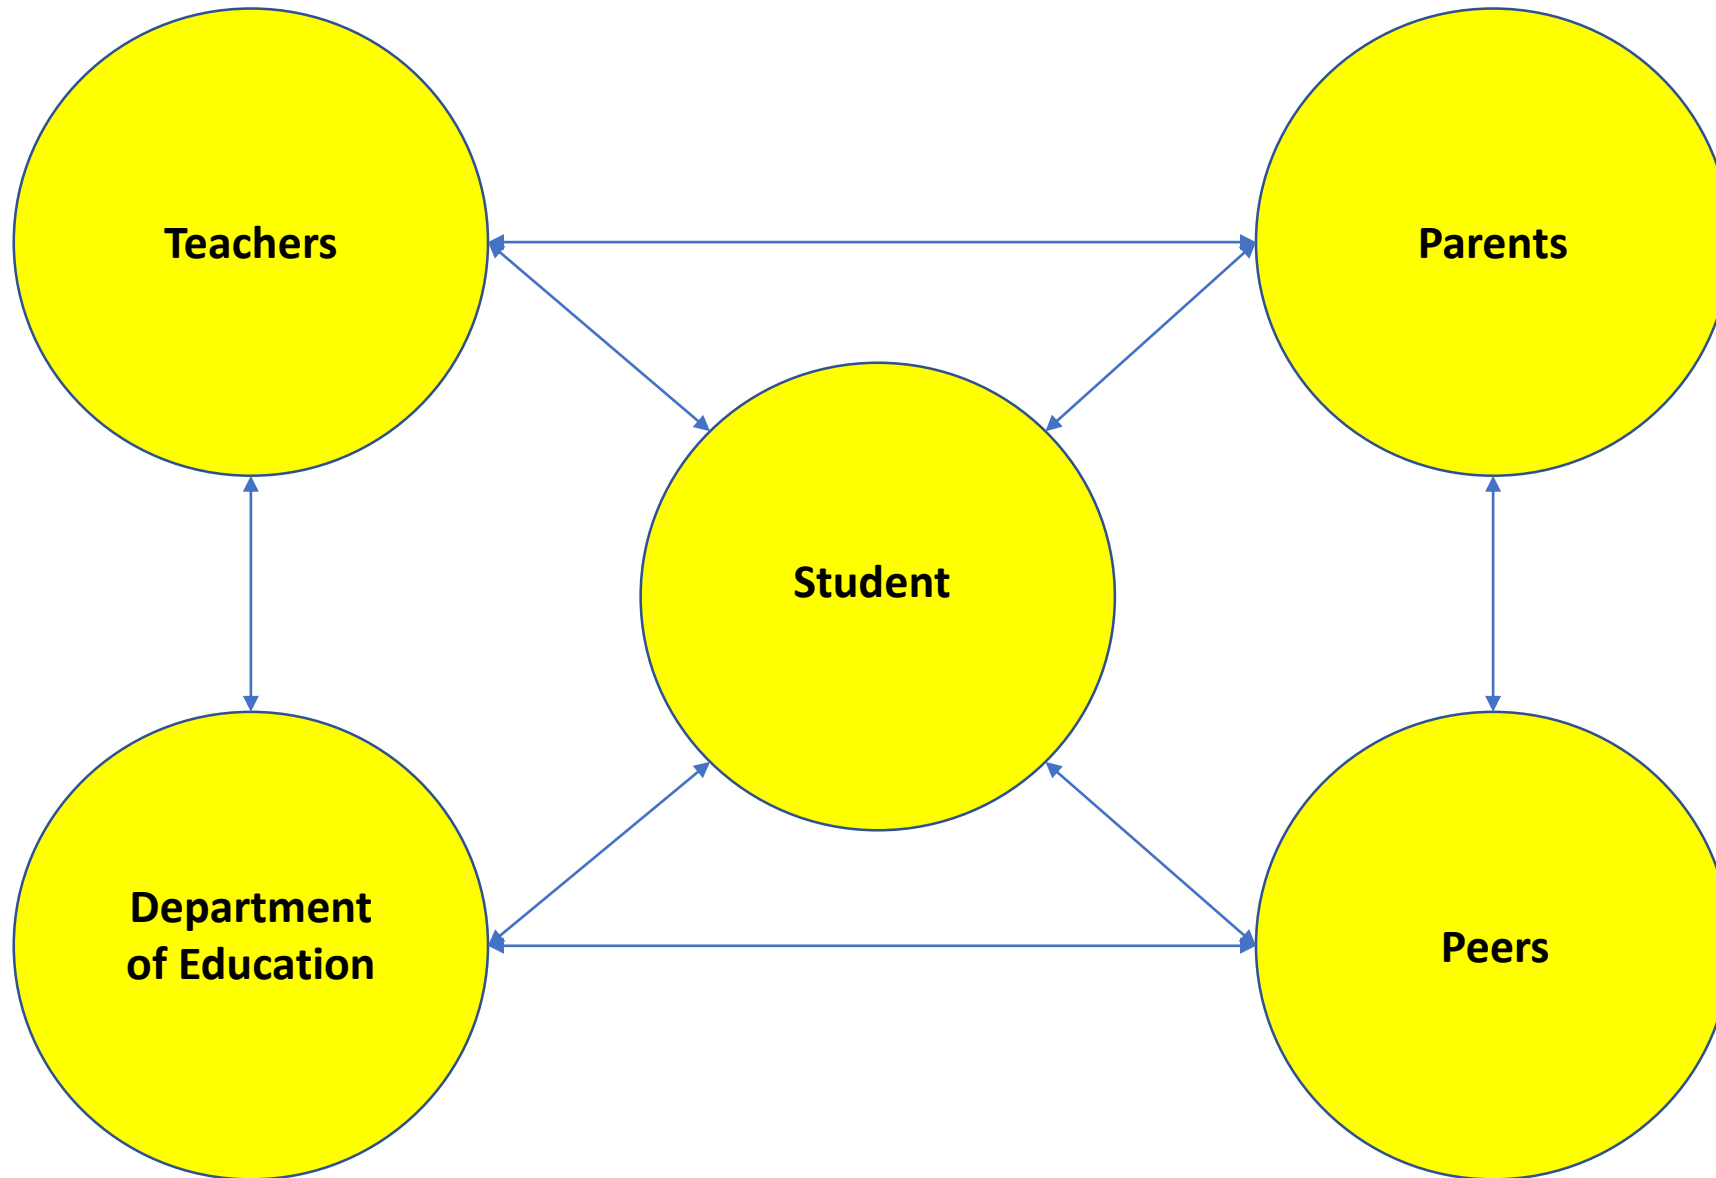 Teachers
Parents
Student
Department
of Education
Peers